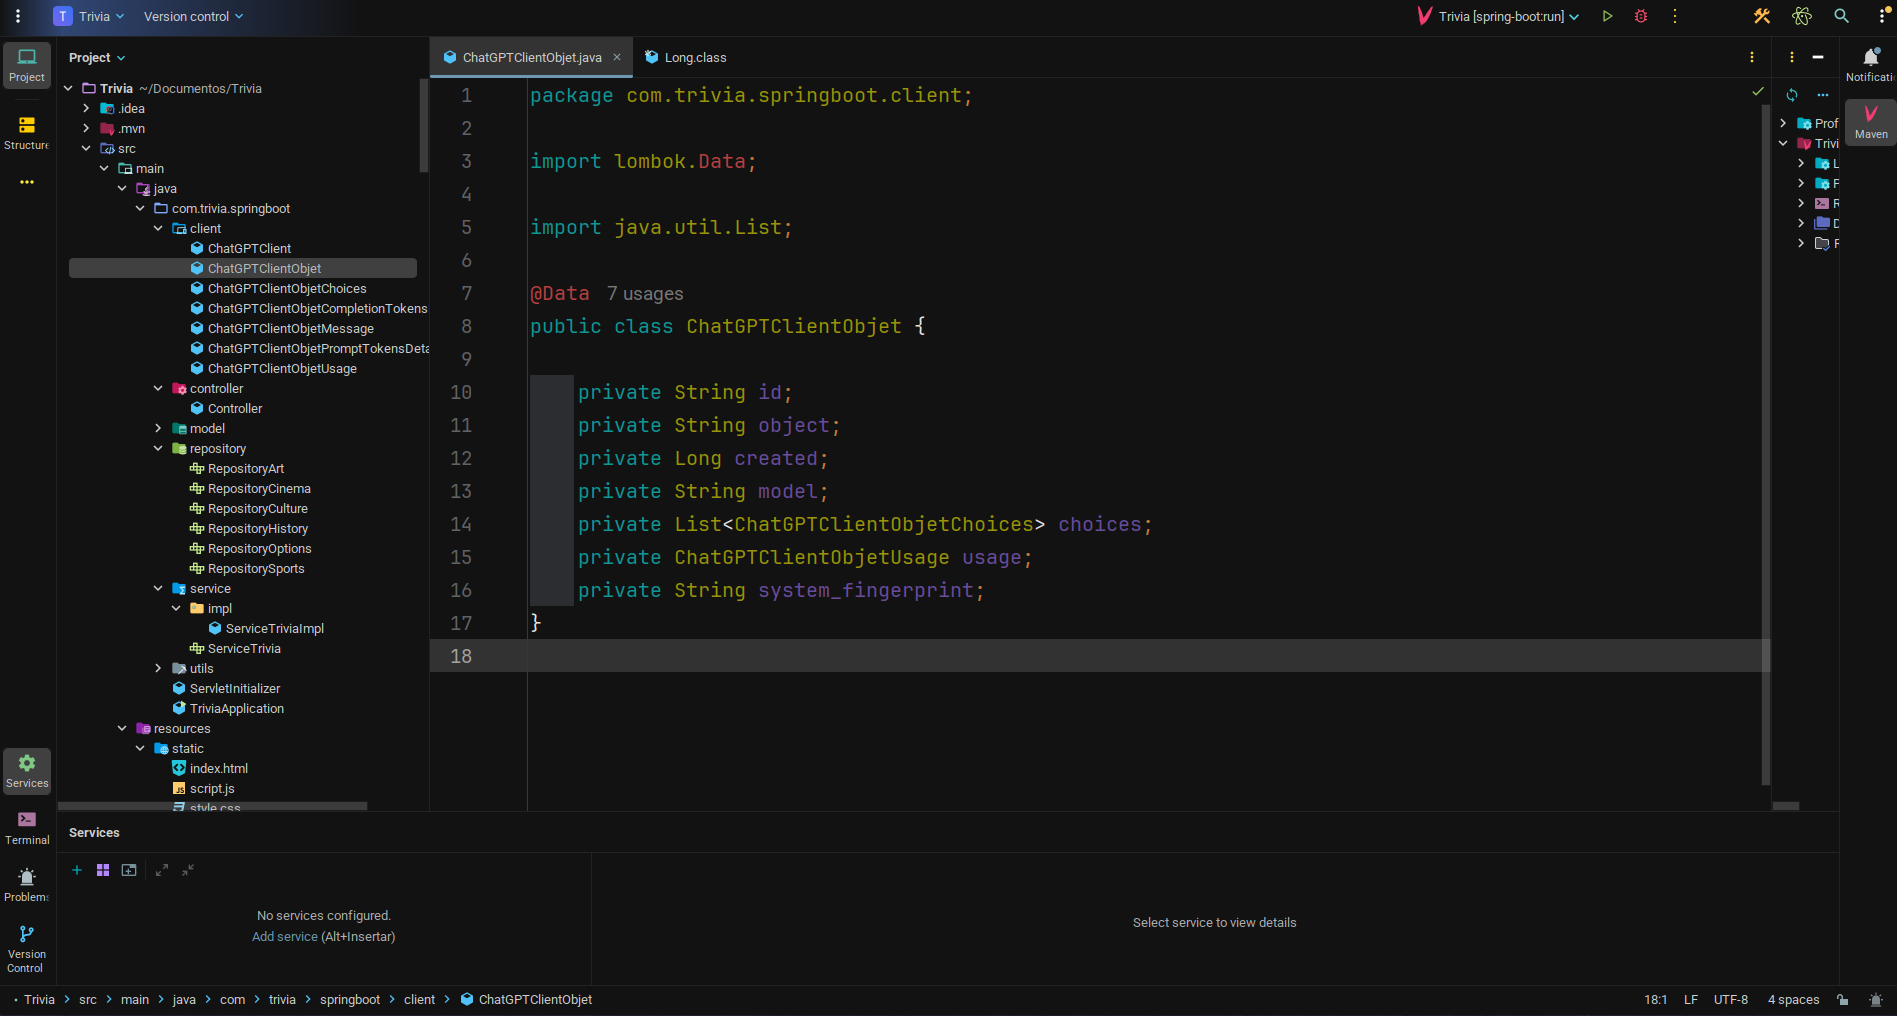 T Trivia Version control Trivia [spring-boot:run]
Project
Structure
Services
Terminal
Problems
Version
Control
Project
Trivia ~/Documentos/Trivia
.idea
.mvn
src
main
java
com.trivia.springboot
client
ChatGPTClient
ChatGPTClientObjet
ChatGPTClientObjetChoices
ChatGPTClientObjetCompletionTokens
ChatGPTClientObjetMessage
ChatGPTClientObjetPromptTokensDeta
ChatGPTClientObjetUsage
controller
Controller
model
repository
RepositoryArt
RepositoryCinema
RepositoryCulture
RepositoryHistory
RepositoryOptions
RepositorySports
service
impl
ServiceTriviaImpl
ServiceTrivia
utils
ServletInitializer
TriviaApplication
resources
static
index.html
script.js
style.css
ChatGPTClientObjet.java Long.class
1 package com.trivia.springboot.client;
2
3 import lombok.Data;
4
5 import java.util.List;
6
7 @Data 7 usages
8 public class ChatGPTClientObjet {
9
10 private String id;
11 private String object;
12 private Long created;
13 private String model;
14 private List<ChatGPTClientObjetChoices> choices;
15 private ChatGPTClientObjetUsage usage;
16 private String system_fingerprint;
17 }
18
Prof
Trivi
L
F
R
D
F
Notificati
Maven
Services
No services configured.
Add service (Alt+Insertar)
Select service to view details
Trivia > src > main > java > com > trivia > springboot > client > ChatGPTClientObjet
18:1 LF UTF-8 4 spaces